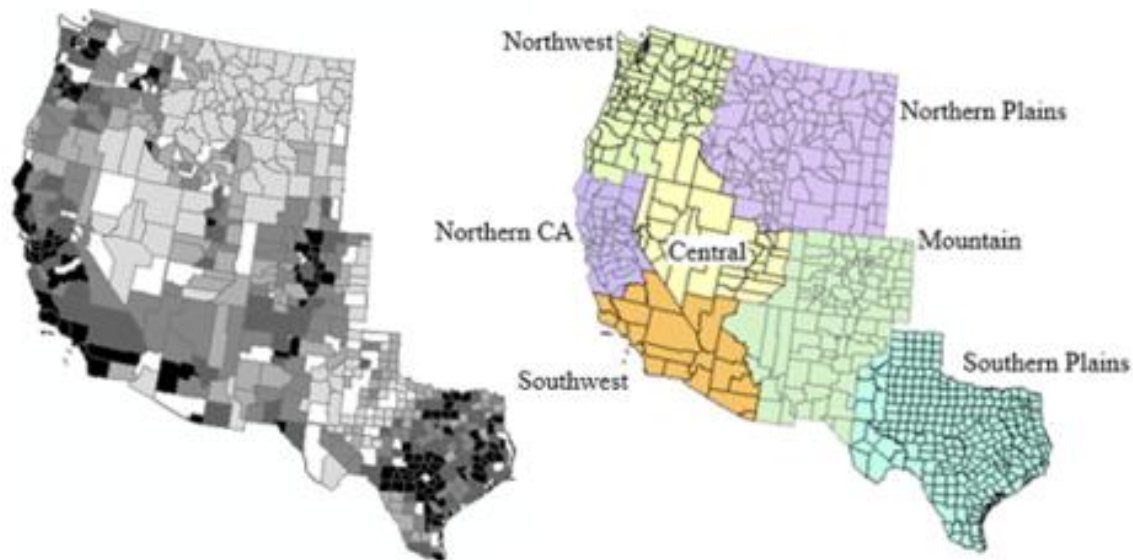 Northwest
Northern Plains
Northern CA
Central
Mountain
Southwest
Southern Plains